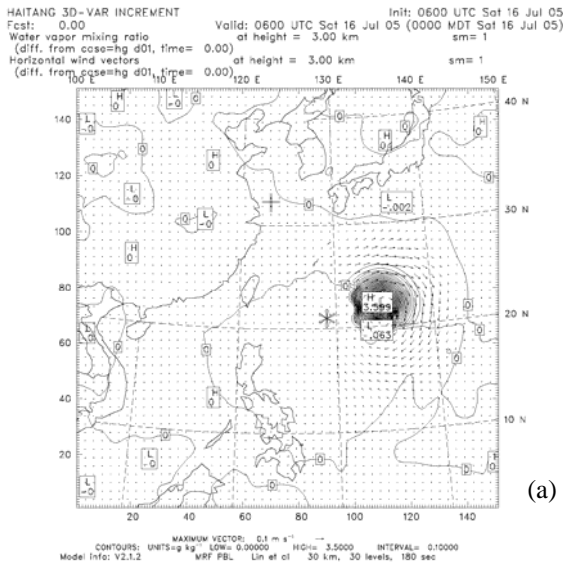 HAITANG 3D-VAR INCREMENT Init: 0600 UTC Sat 16 Jul 05
Fcst: 0.00 Valid: 0600 UTC Sat 16 Jul 05 (0000 MDT Sat 16 Jul 05)
Water vapor mixing ratio at height = 3.00 km sm= 1
(diff. from case=hg d01, time= 0.00)
Horizontal wind vectors at height = 3.00 km sm= 1
(diff. from case=hg d01, time= 0.00)
100 E 110 E 120 E 130 E 140 E 150 E
140
120
100
80
60
40
20
40 N
30 N
20 N
10 N
L
-.002
H
3.599
L
-.063
(a)
20 40 60 80 100 120 140
MAXIMUM VECTOR: 0.1 m s⁻¹ →
CONTOURS: UNITS=g kg⁻¹ LOW= 0.00000 HIGH= 3.5000 INTERVAL= 0.10000
Model Info: V2.1.2 MRF PBL Lin et al 30 km, 30 levels, 180 sec